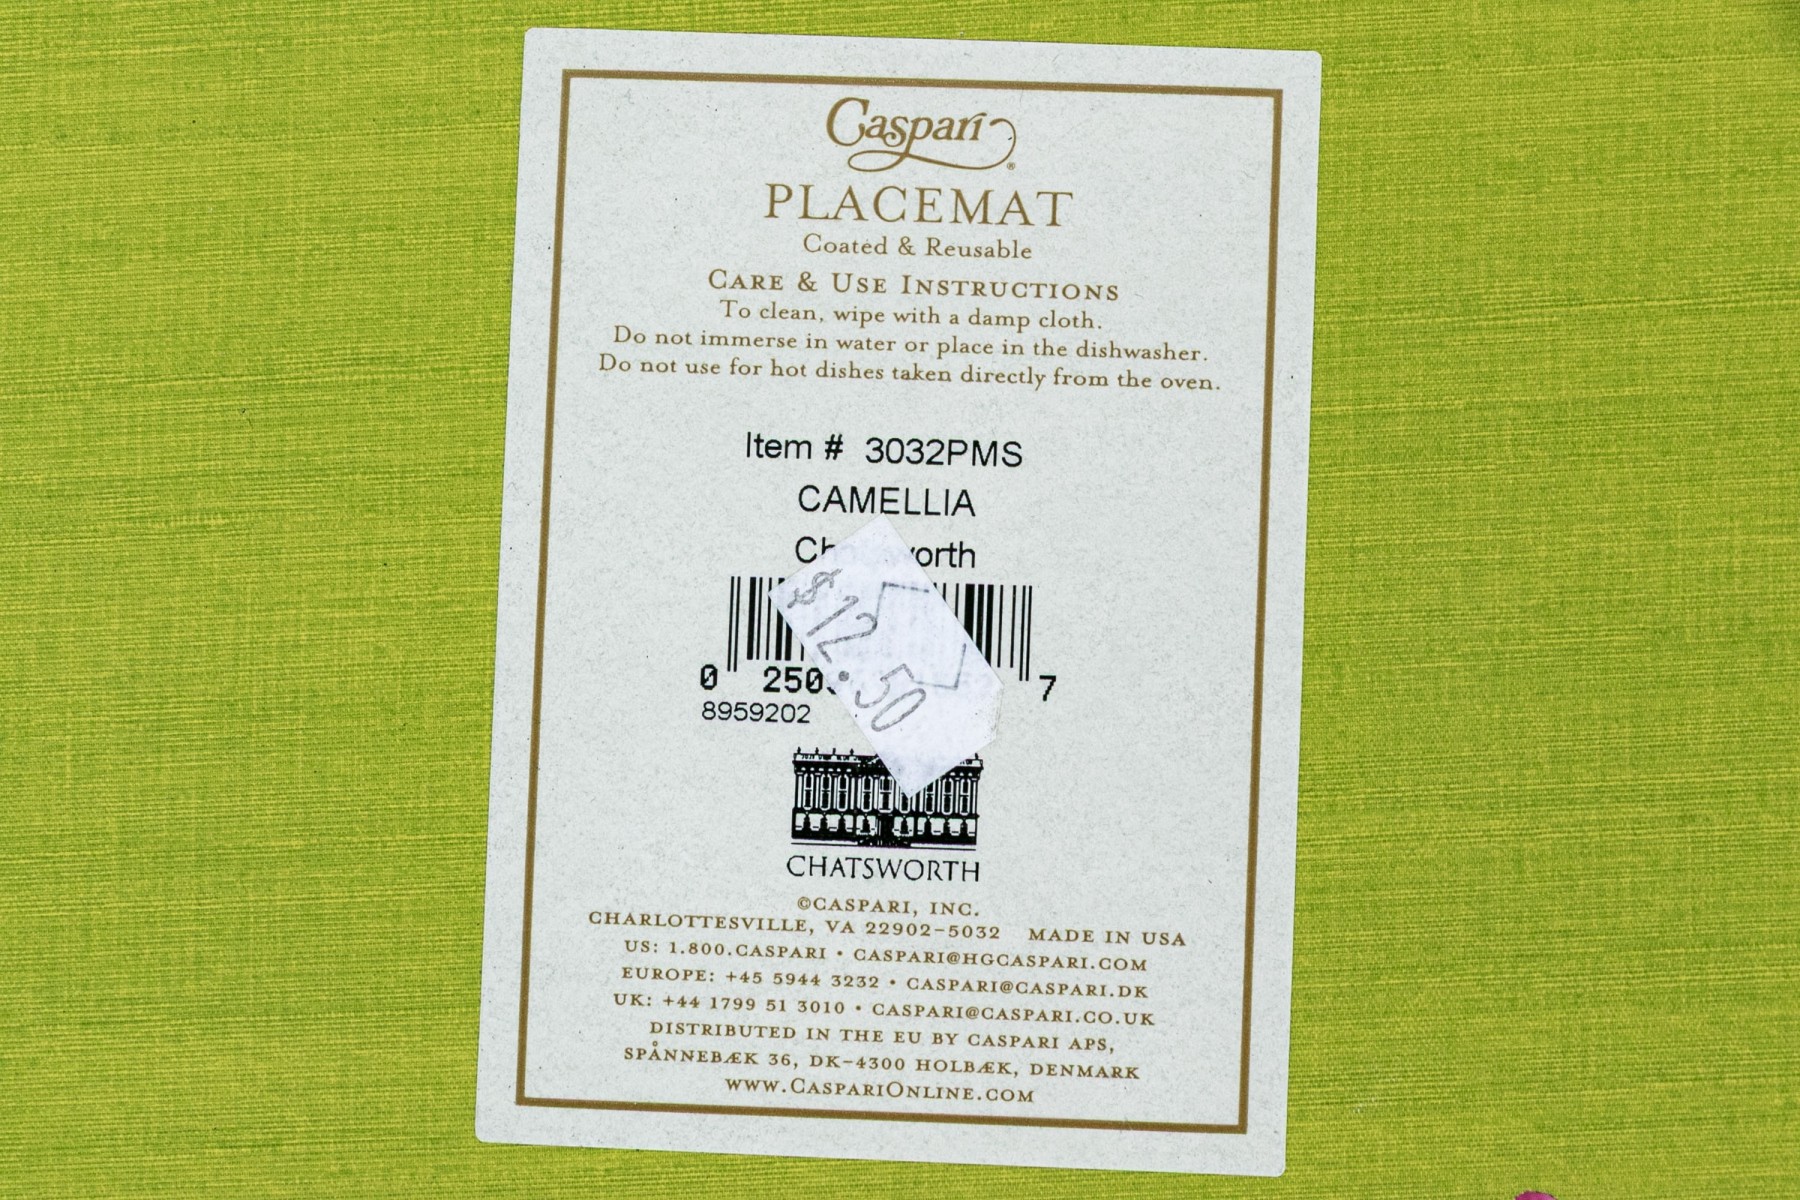 Caspari®
PLACEMAT
Coated & Reusable
CARE & USE INSTRUCTIONS
To clean, wipe with a damp cloth.
Do not immerse in water or place in the dishwasher.
Do not use for hot dishes taken directly from the oven.
Item # 3032PMS
CAMELLIA
$12.50
0 250 7
8959202
CHATSWORTH
©CASPARI, INC.
CHARLOTTESVILLE, VA 22902-5032 MADE IN USA
US: 1.800.CASPARI • CASPARI@HGCASPARI.COM
EUROPE: +45 5944 3232 • CASPARI@CASPARI.DK
UK: +44 1799 51 3010 • CASPARI@CASPARI.CO.UK
DISTRIBUTED IN THE EU BY CASPARI APS,
SPÅNNEBÆK 36, DK-4300 HOLBÆK, DENMARK
WWW.CASPARIONLINE.COM